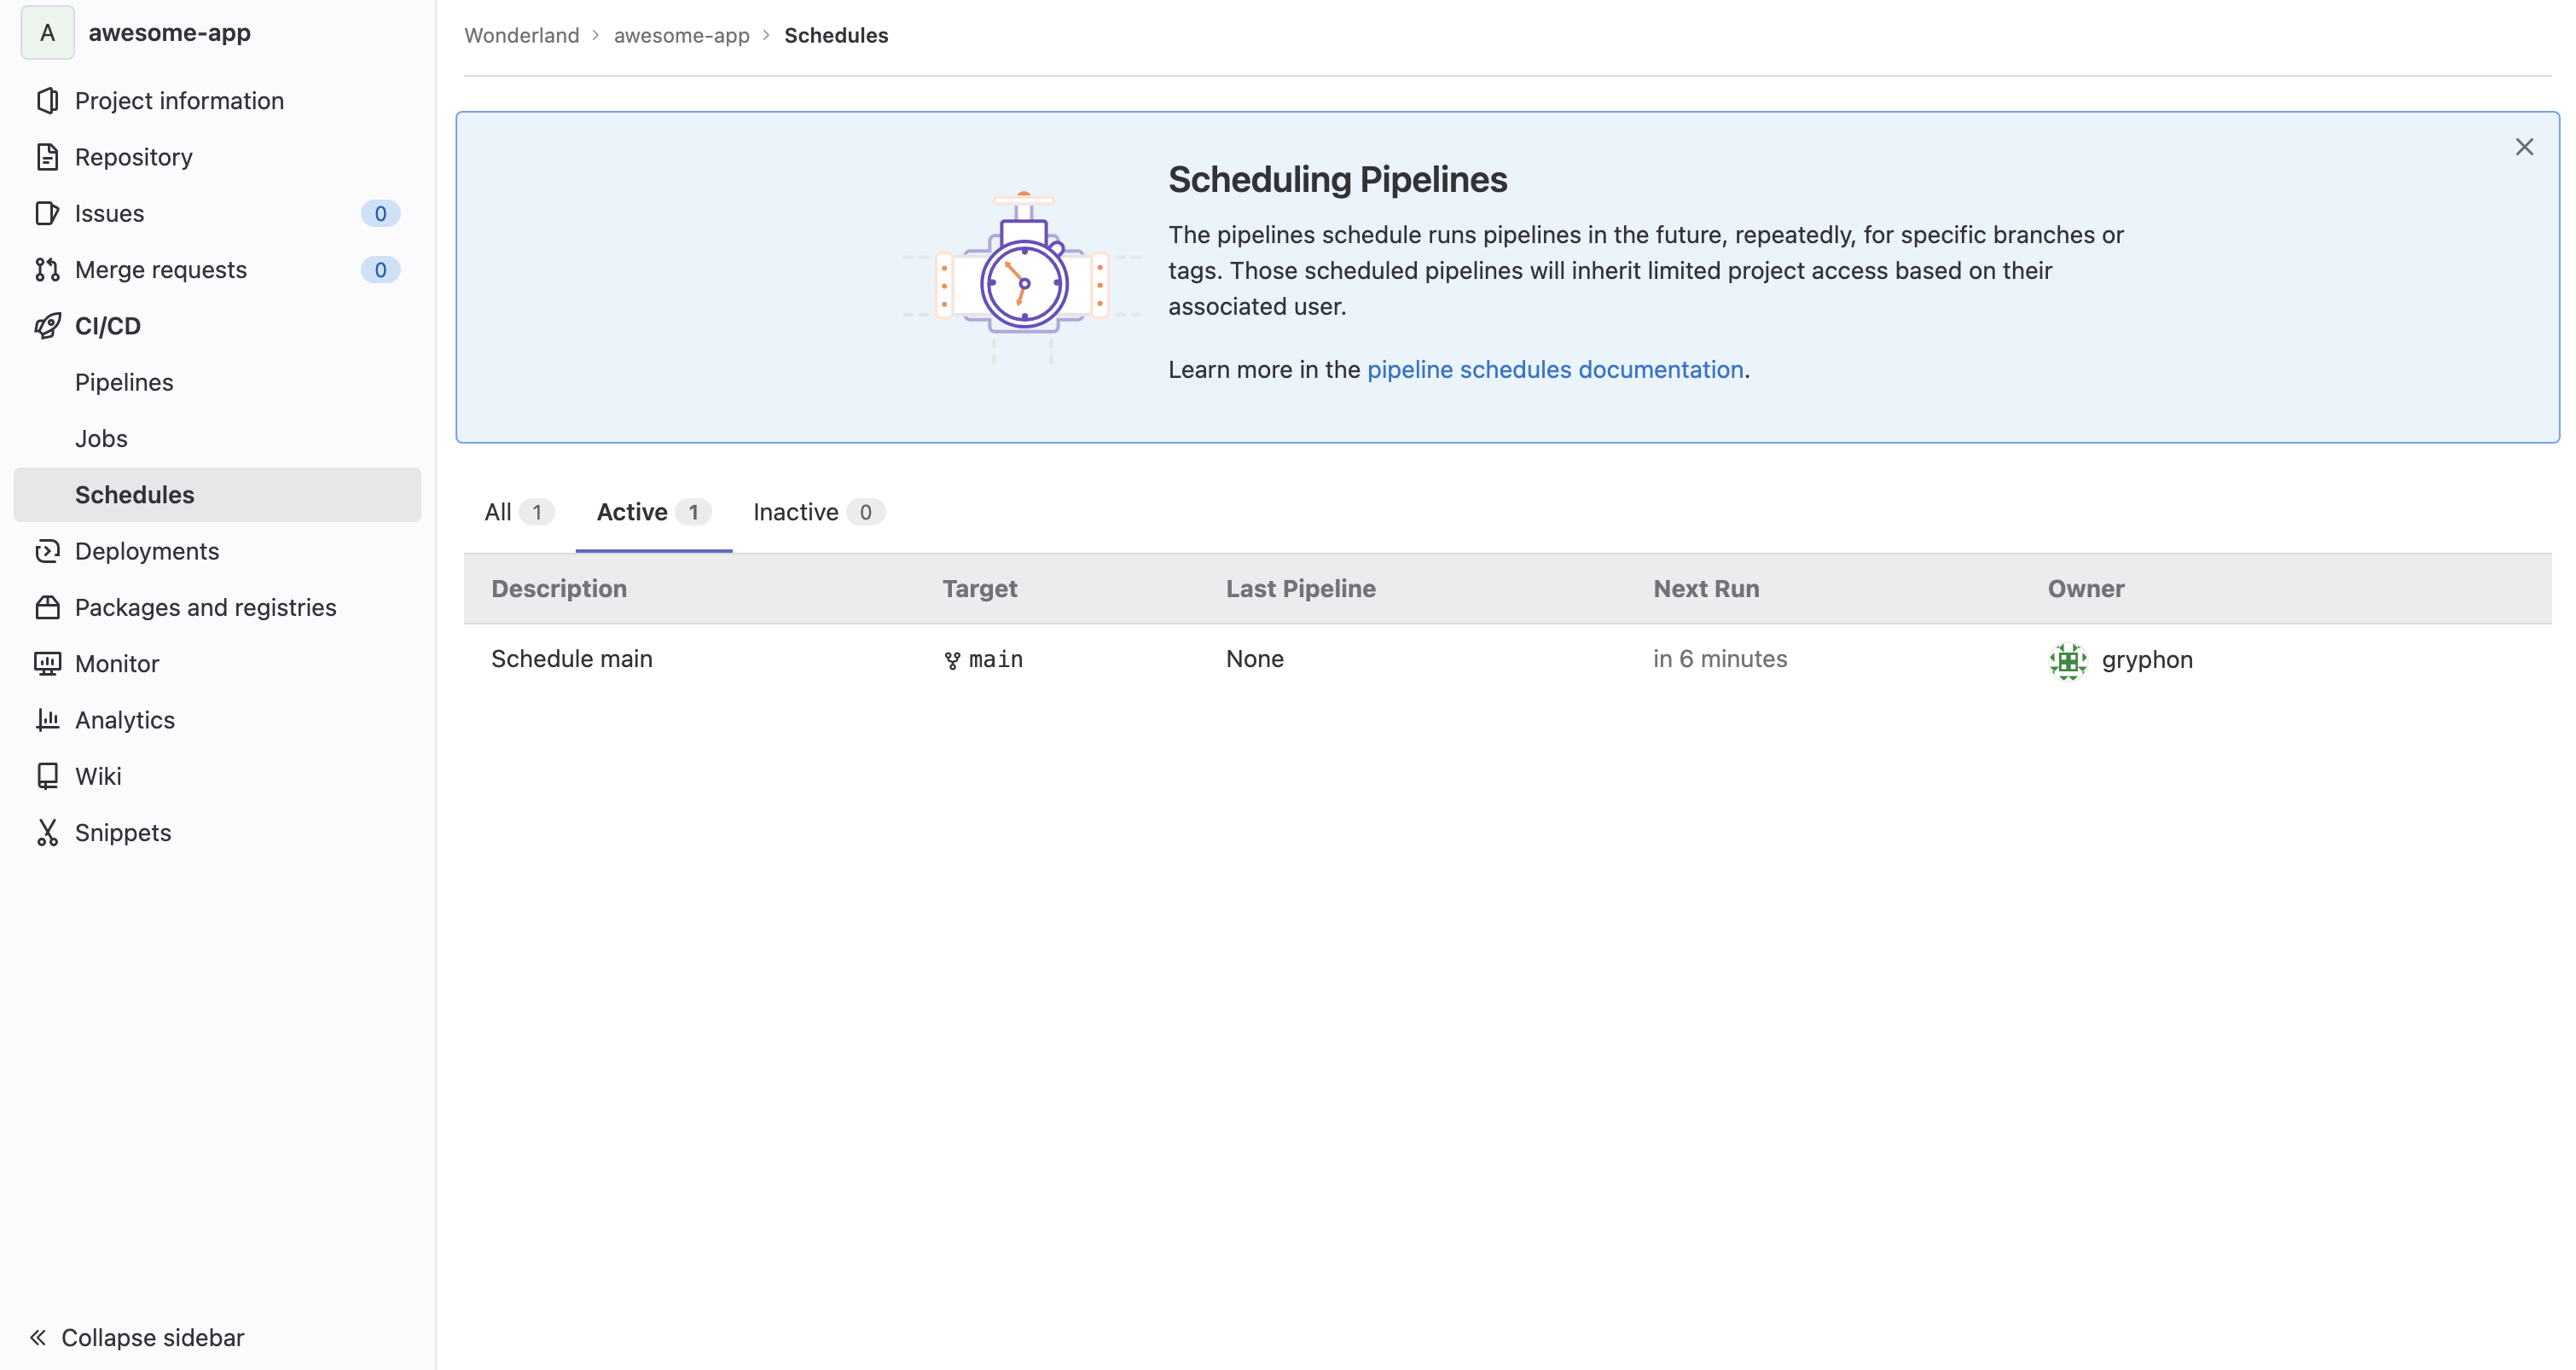 A awesome-app
Project information
Repository
Issues 0
Merge requests 0
CI/CD
Pipelines
Jobs
Schedules
Deployments
Packages and registries
Monitor
Analytics
Wiki
Snippets
Collapse sidebar
Wonderland > awesome-app > Schedules
Scheduling Pipelines
The pipelines schedule runs pipelines in the future, repeatedly, for specific branches or
tags. Those scheduled pipelines will inherit limited project access based on their
associated user.
Learn more in the pipeline schedules documentation.
All 1 Active 1 Inactive 0
Description Target Last Pipeline Next Run Owner
Schedule main main None in 6 minutes gryphon